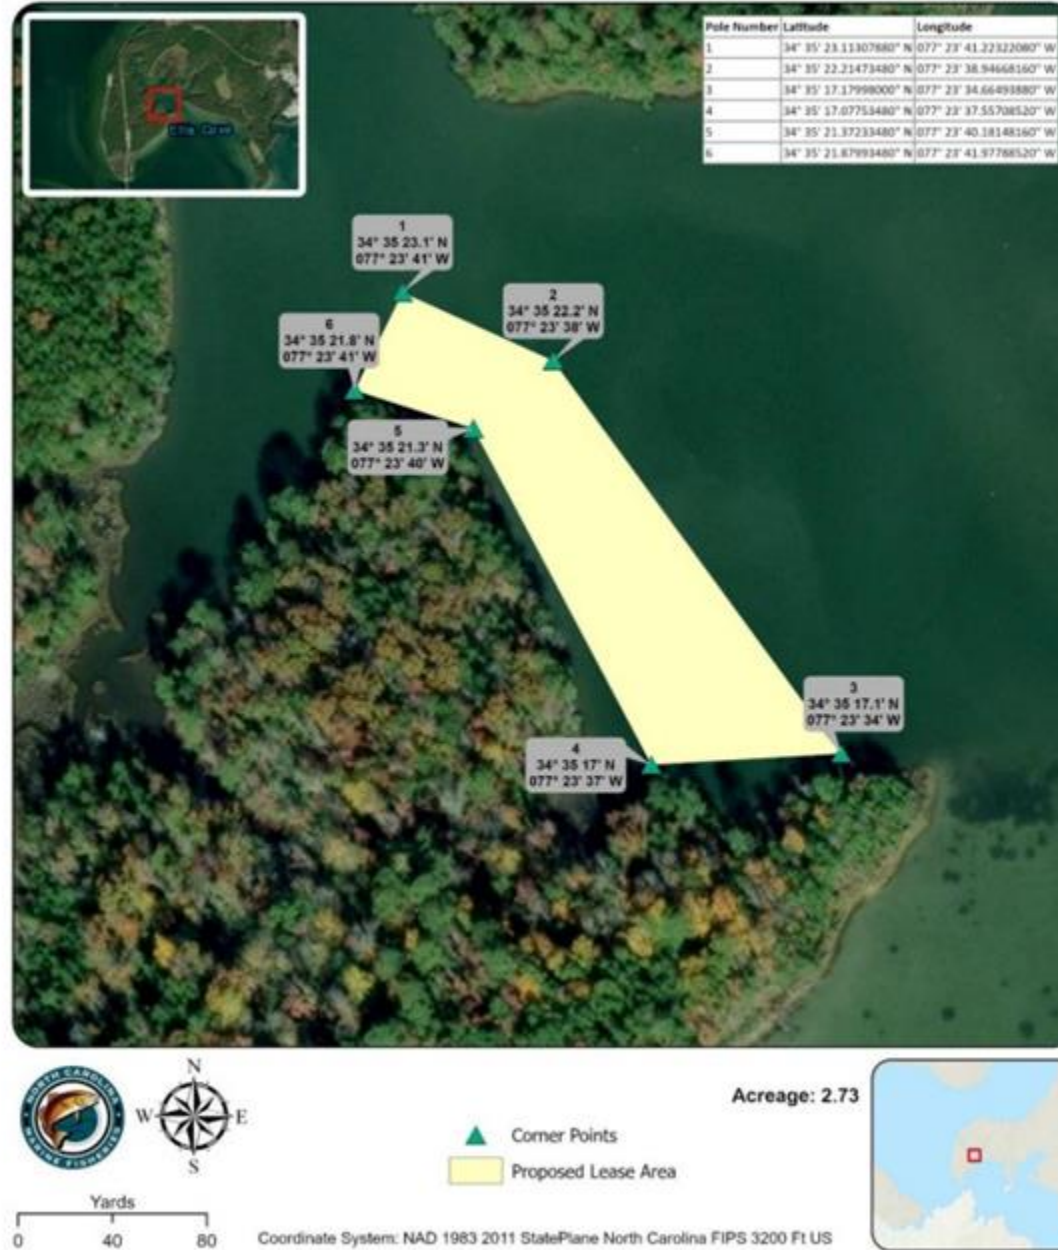 Pole Number Latitude Longitude
1 34° 35' 23.11307880" N 077° 23' 41.22322080" W
2 34° 35' 22.21473480" N 077° 23' 38.94668160" W
3 34° 35' 17.17998000" N 077° 23' 34.66493880" W
4 34° 35' 17.07753480" N 077° 23' 37.55708520" W
5 34° 35' 21.37233480" N 077° 23' 40.18148160" W
6 34° 35' 21.87993480" N 077° 23' 41.97788520" W
1
34° 35 23.1' N
077° 23' 41' W
2
34° 35 22.2' N
077° 23' 38' W
6
34° 35 21.8' N
077° 23' 41' W
5
34° 35 21.3' N
077° 23' 40' W
3
34° 35 17.1' N
077° 23' 34' W
4
34° 35 17' N
077° 23' 37' W
NORTH CAROLINA
MARINE FISHERIES
N
W E
S
Acreage: 2.73
Corner Points
Proposed Lease Area
Yards
0 40 80
Coordinate System: NAD 1983 2011 StatePlane North Carolina FIPS 3200 Ft US